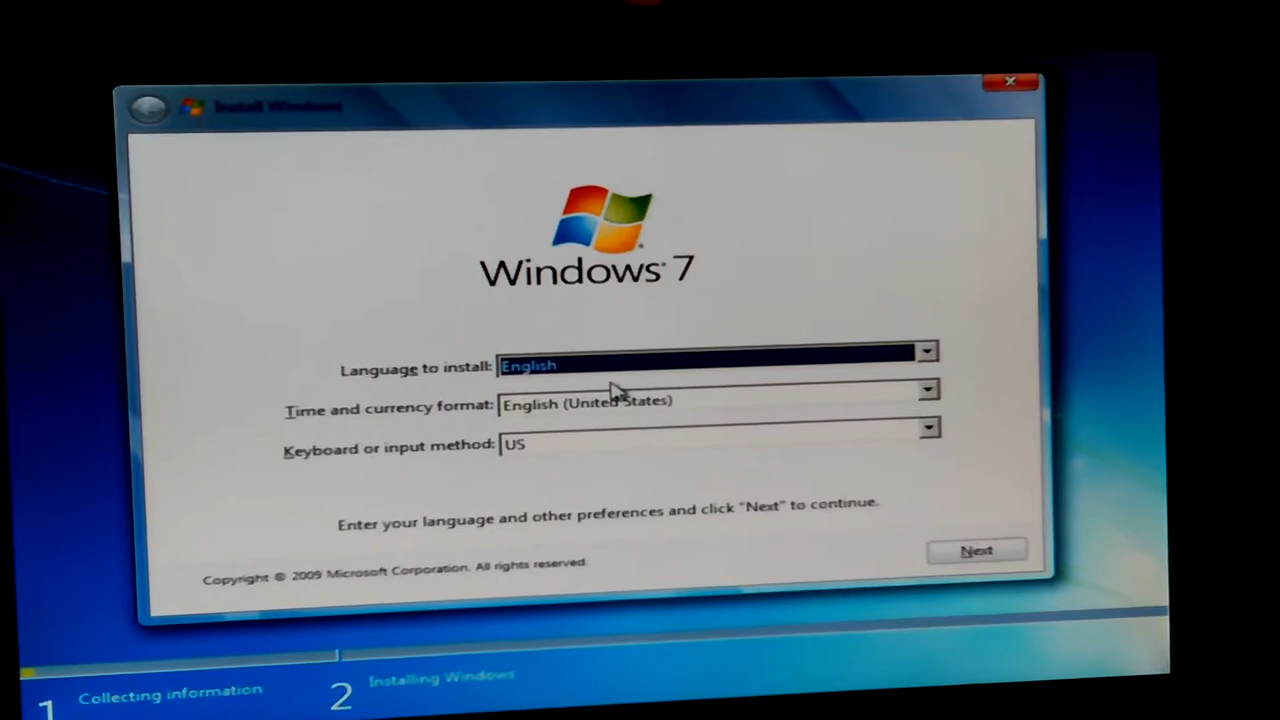 Install Windows
Windows 7
Language to install: English
Time and currency format: English (United States)
Keyboard or input method: US
Enter your language and other preferences and click "Next" to continue.
Copyright © 2009 Microsoft Corporation. All rights reserved.
Next
1 Collecting information
2 Installing Windows